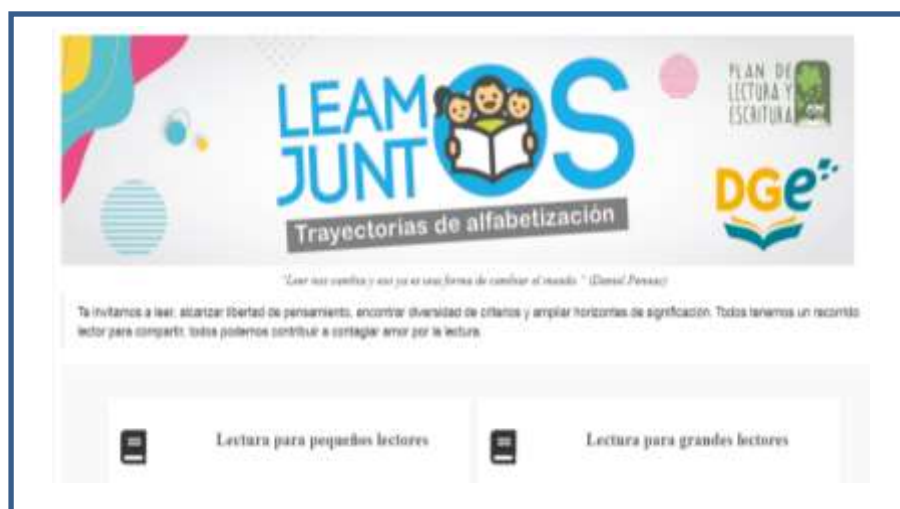 LEAMOS
JUNTOS
Trayectorias de alfabetización
PLAN DE
LECTURA Y
ESCRITURA
DGe
"Leer nos cambia y eso ya es una forma de cambiar el mundo." (Daniel Pennac)
Te invitamos a leer, alcanzar libertad de pensamiento, encontrar diversidad de criterios y ampliar horizontes de significación. Todos tenemos un recorrido
lector para compartir, todos podemos contribuir a contagiar amor por la lectura.
Lectura para pequeños lectores
Lectura para grandes lectores